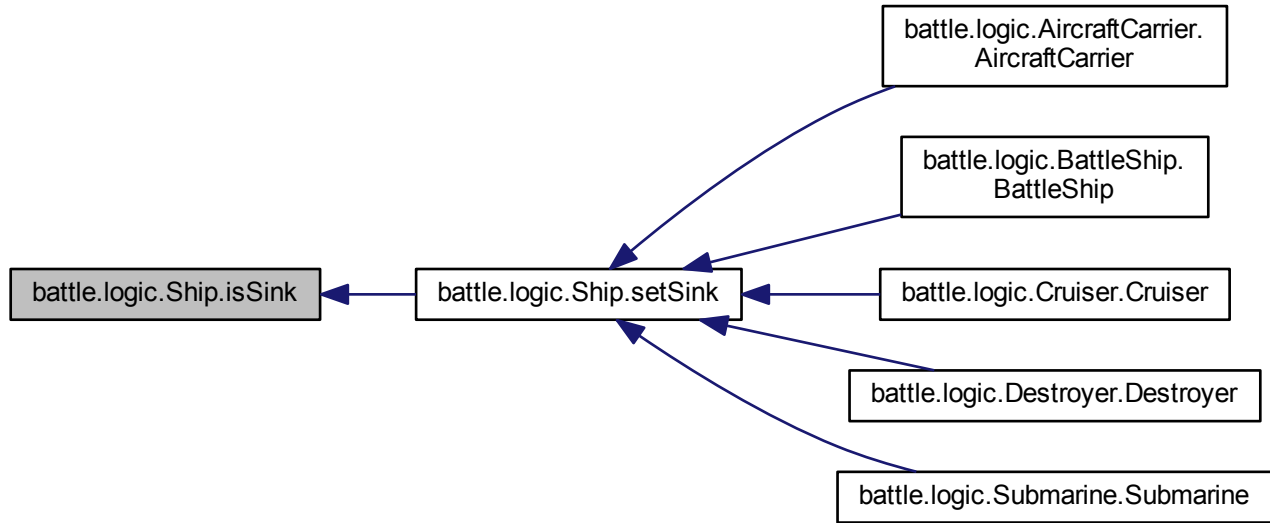 battle.logic.AircraftCarrier.
AircraftCarrier
battle.logic.BattleShip.
BattleShip
battle.logic.Ship.isSink
battle.logic.Ship.setSink
battle.logic.Cruiser.Cruiser
battle.logic.Destroyer.Destroyer
battle.logic.Submarine.Submarine